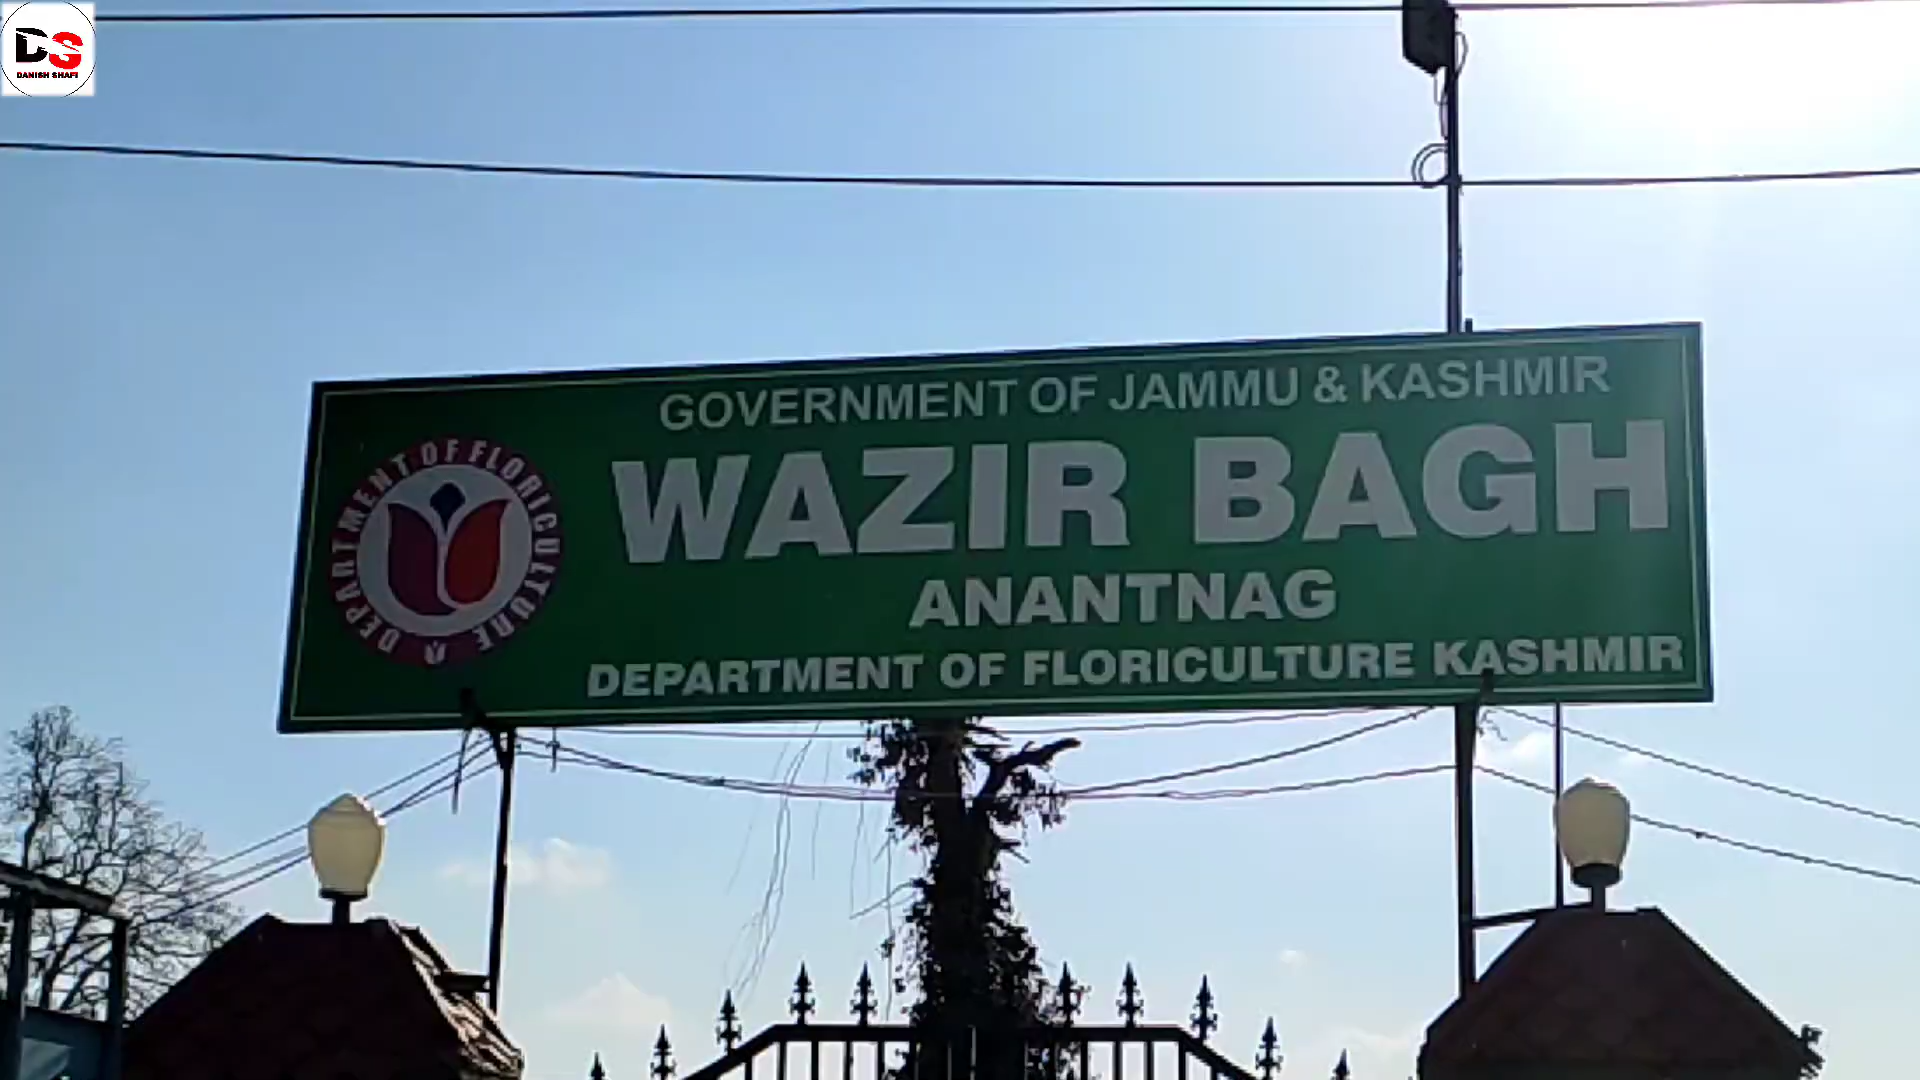 DS
DANISH SHAFI
GOVERNMENT OF JAMMU & KASHMIR
WAZIR BAGH
ANANTNAG
DEPARTMENT OF FLORICULTURE KASHMIR
DEPARTMENT OF FLORICULTURE